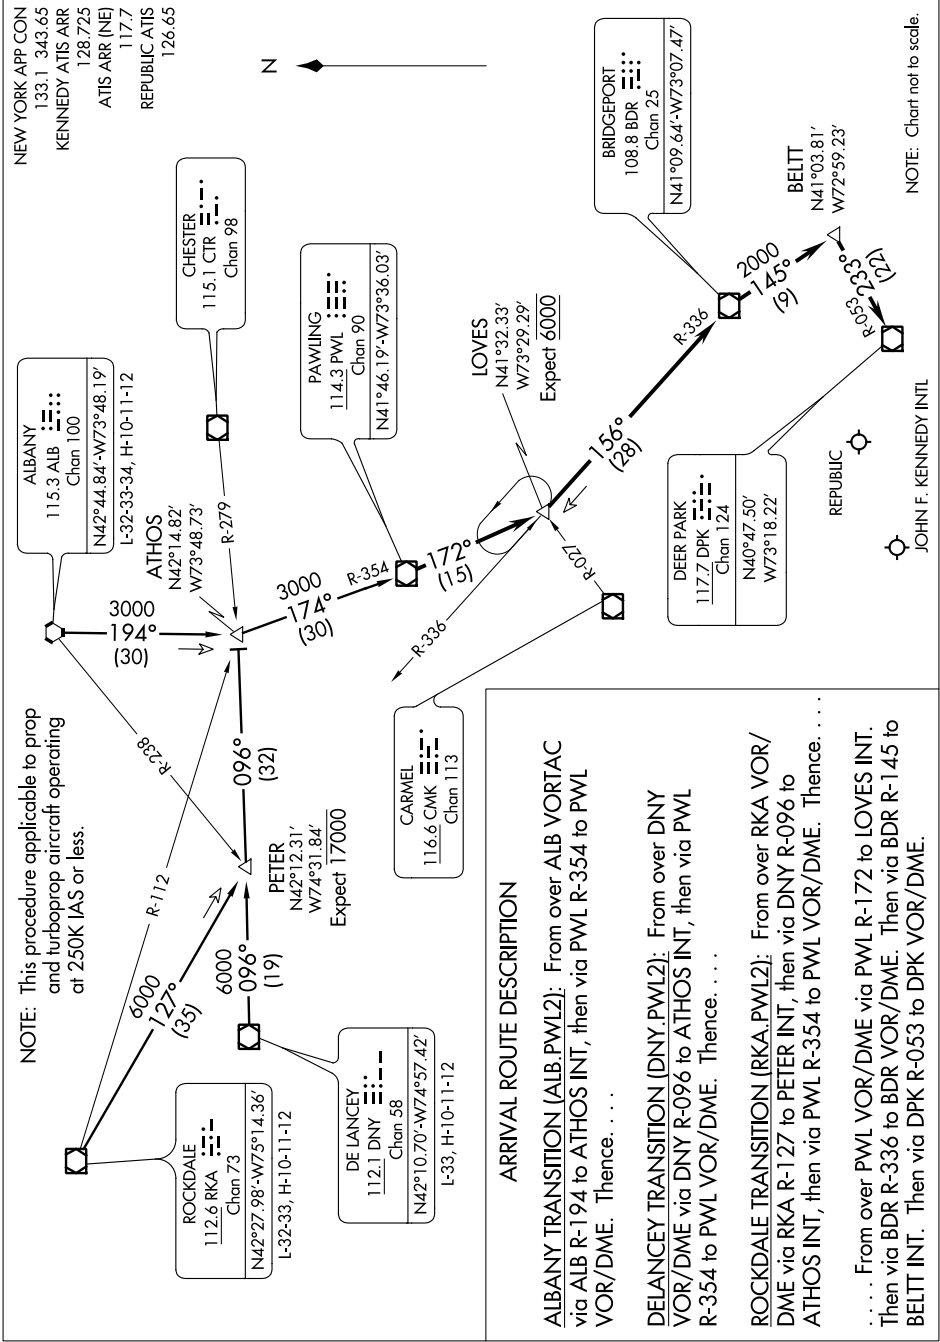 NEW YORK APP CON
133.1 343.65
KENNEDY ATIS ARR
128.725
ATIS ARR (NE)
117.7
REPUBLIC ATIS
126.65
NOTE: This procedure applicable to prop
and turboprop aircraft operating
at 250K IAS or less.
N
ALBANY
115.3 ALB
Chan 100
N42°44.84'-W73°48.19'
L-32-33-34, H-10-11-12
CHESTER
115.1 CTR
Chan 98
ROCKDALE
112.6 RKA
Chan 73
N42°27.98'-W75°14.36'
L-32-33, H-10-11-12
DE LANCEY
112.1 DNY
Chan 58
N42°10.70'-W74°57.42'
L-33, H-10-11-12
6000
127°
(35)
6000
096°
(19)
R-112
R-238
PETER
N42°12.31'
W74°31.84'
Expect 17000
096°
(32)
3000
194°
(30)
ATHOS
N42°14.82'
W73°48.73'
R-279
3000
174°
(30)
R-354
PAWLING
114.3 PWL
Chan 90
N41°46.19'-W73°36.03'
172°
(15)
R-336
CARMEL
116.6 CMK
Chan 113
R-027
LOVES
N41°32.33'
W73°29.29'
Expect 6000
156°
(28)
R-336
BRIDGEPORT
108.8 BDR
Chan 25
N41°09.64'-W73°07.47'
2000
145°
(9)
BELTT
N41°03.81'
W72°59.23'
R-053
233°
(22)
DEER PARK
117.7 DPK
Chan 124
N40°47.50'
W73°18.22'
REPUBLIC
JOHN F. KENNEDY INTL
NOTE: Chart not to scale.
ARRIVAL ROUTE DESCRIPTION
ALBANY TRANSITION (ALB.PWL2): From over ALB VORTAC
via ALB R-194 to ATHOS INT, then via PWL R-354 to PWL
VOR/DME. Thence. . . .
DELANCEY TRANSITION (DNY.PWL2): From over DNY
VOR/DME via DNY R-096 to ATHOS INT, then via PWL
R-354 to PWL VOR/DME. Thence. . . .
ROCKDALE TRANSITION (RKA.PWL2): From over RKA VOR/
DME via RKA R-127 to PETER INT, then via DNY R-096 to
ATHOS INT, then via PWL R-354 to PWL VOR/DME. Thence. . . .
. . . . From over PWL VOR/DME via PWL R-172 to LOVES INT.
Then via BDR R-336 to BDR VOR/DME. Then via BDR R-145 to
BELTT INT. Then via DPK R-053 to DPK VOR/DME.